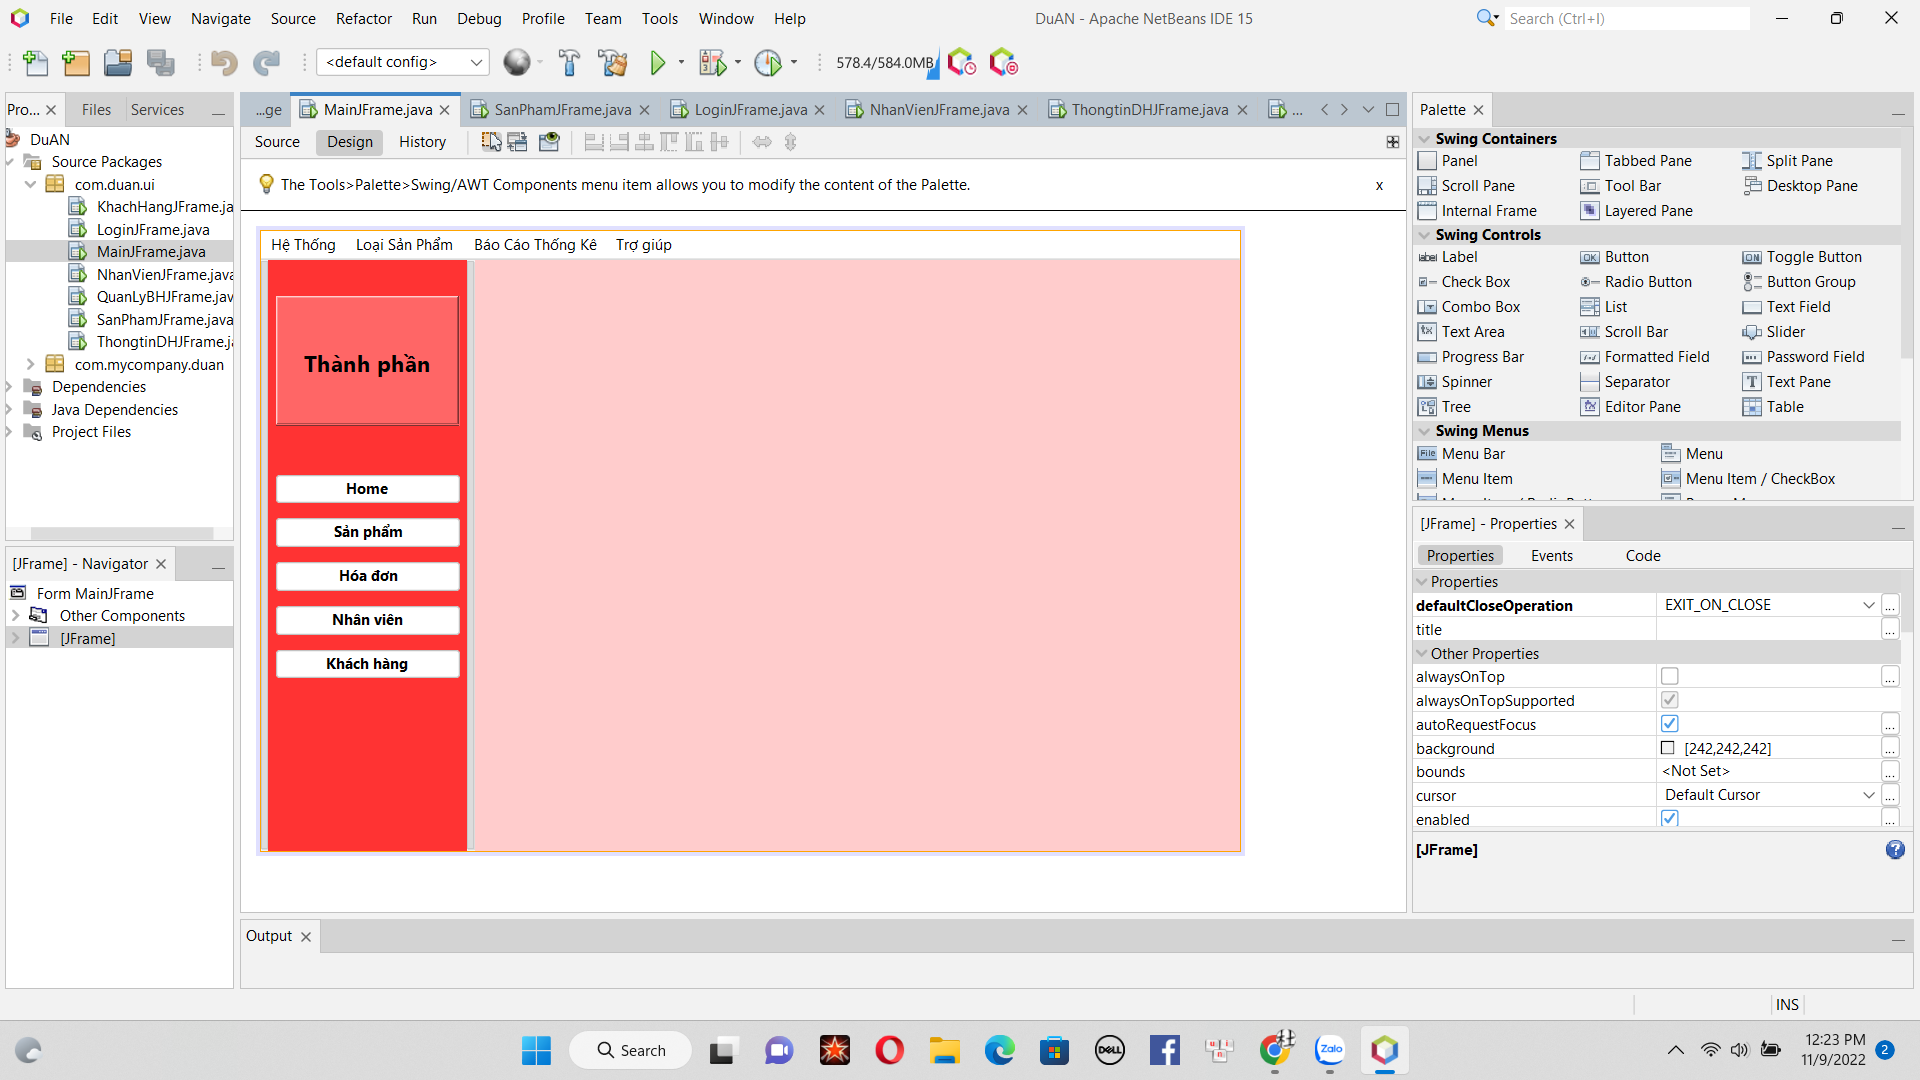 File Edit View Navigate Source Refactor Run Debug Profile Team Tools Window Help
DuAN - Apache NetBeans IDE 15
Search (Ctrl+I)
<default config>
578.4/584.0MB
Pro... Files Services
DuAN
Source Packages
com.duan.ui
KhachHangJFrame.ja
LoginJFrame.java
MainJFrame.java
NhanVienJFrame.java
QuanLyBHJFrame.jav
SanPhamJFrame.java
ThongtinDHJFrame.ja
com.mycompany.duan
Dependencies
Java Dependencies
Project Files
[JFrame] - Navigator
Form MainJFrame
Other Components
[JFrame]
...ge MainJFrame.java SanPhamJFrame.java LoginJFrame.java NhanVienJFrame.java ThongtinDHJFrame.java ...
Source Design History
The Tools>Palette>Swing/AWT Components menu item allows you to modify the content of the Palette.
x
Hệ Thống Loại Sản Phẩm Báo Cáo Thống Kê Trợ giúp
Thành phần
Home
Sản phẩm
Hóa đơn
Nhân viên
Khách hàng
Output
Palette
Swing Containers
Panel Tabbed Pane Split Pane
Scroll Pane Tool Bar Desktop Pane
Internal Frame Layered Pane
Swing Controls
Label Button Toggle Button
Check Box Radio Button Button Group
Combo Box List Text Field
Text Area Scroll Bar Slider
Progress Bar Formatted Field Password Field
Spinner Separator Text Pane
Tree Editor Pane Table
Swing Menus
Menu Bar Menu
Menu Item Menu Item / CheckBox
[JFrame] - Properties
Properties Events Code
Properties
defaultCloseOperation EXIT_ON_CLOSE ...
title ...
Other Properties
alwaysOnTop ...
alwaysOnTopSupported
autoRequestFocus ...
background [242,242,242] ...
bounds <Not Set> ...
cursor Default Cursor ...
enabled ...
[JFrame]
INS
Search
DELL
Zalo
12:23 PM
11/9/2022
2